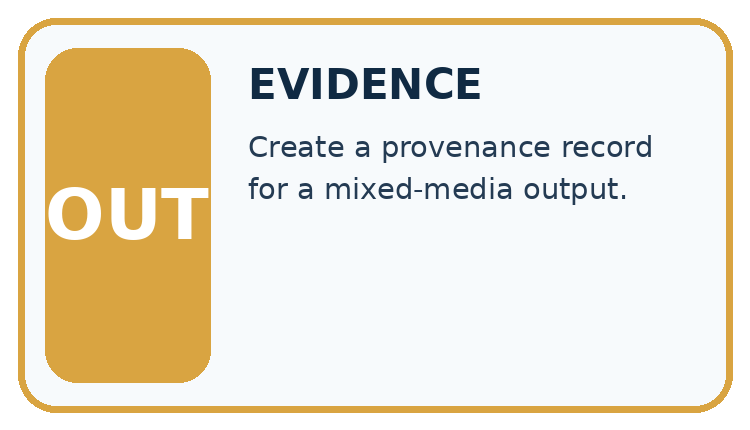 OUT
EVIDENCE
Create a provenance record
for a mixed-media output.